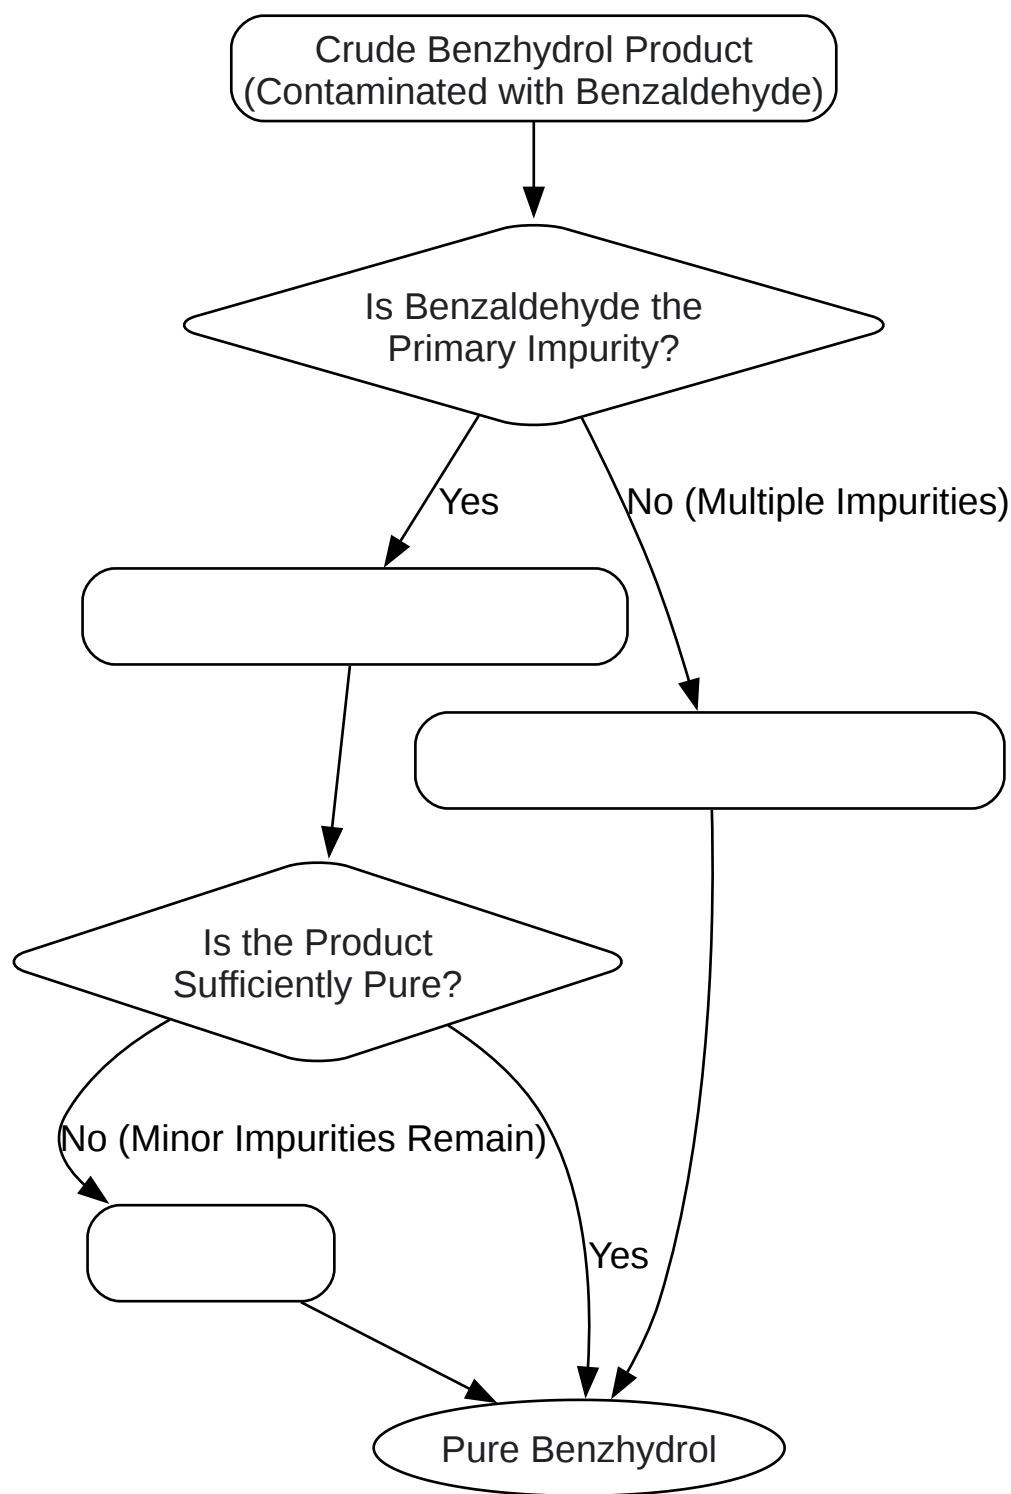 Crude Benzhydrol Product
(Contaminated with Benzaldehyde)
Is Benzaldehyde the
Primary Impurity?
Yes
No (Multiple Impurities)
Is the Product
Sufficiently Pure?
No (Minor Impurities Remain)
Yes
Pure Benzhydrol